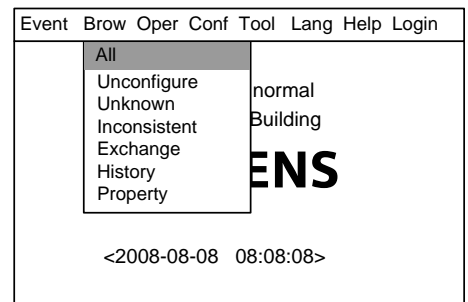 Event Brow Oper Conf Tool Lang Help Login
All
Unconfigure
Unknown
Inconsistent
Exchange
History
Property
normal
Building
ENS
<2008-08-08 08:08:08>